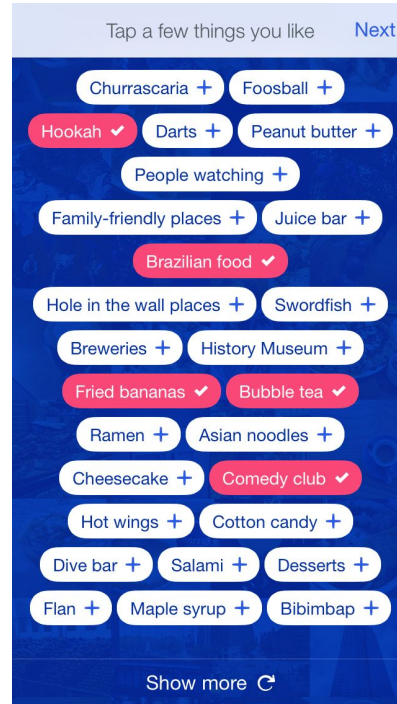 Tap a few things you like Next
Churrascaria + Foosball +
Hookah ✔ Darts + Peanut butter +
People watching +
Family-friendly places + Juice bar +
Brazilian food ✔
Hole in the wall places + Swordfish +
Breweries + History Museum +
Fried bananas ✔ Bubble tea ✔
Ramen + Asian noodles +
Cheesecake + Comedy club ✔
Hot wings + Cotton candy +
Dive bar + Salami + Desserts +
Flan + Maple syrup + Bibimbap +
Show more